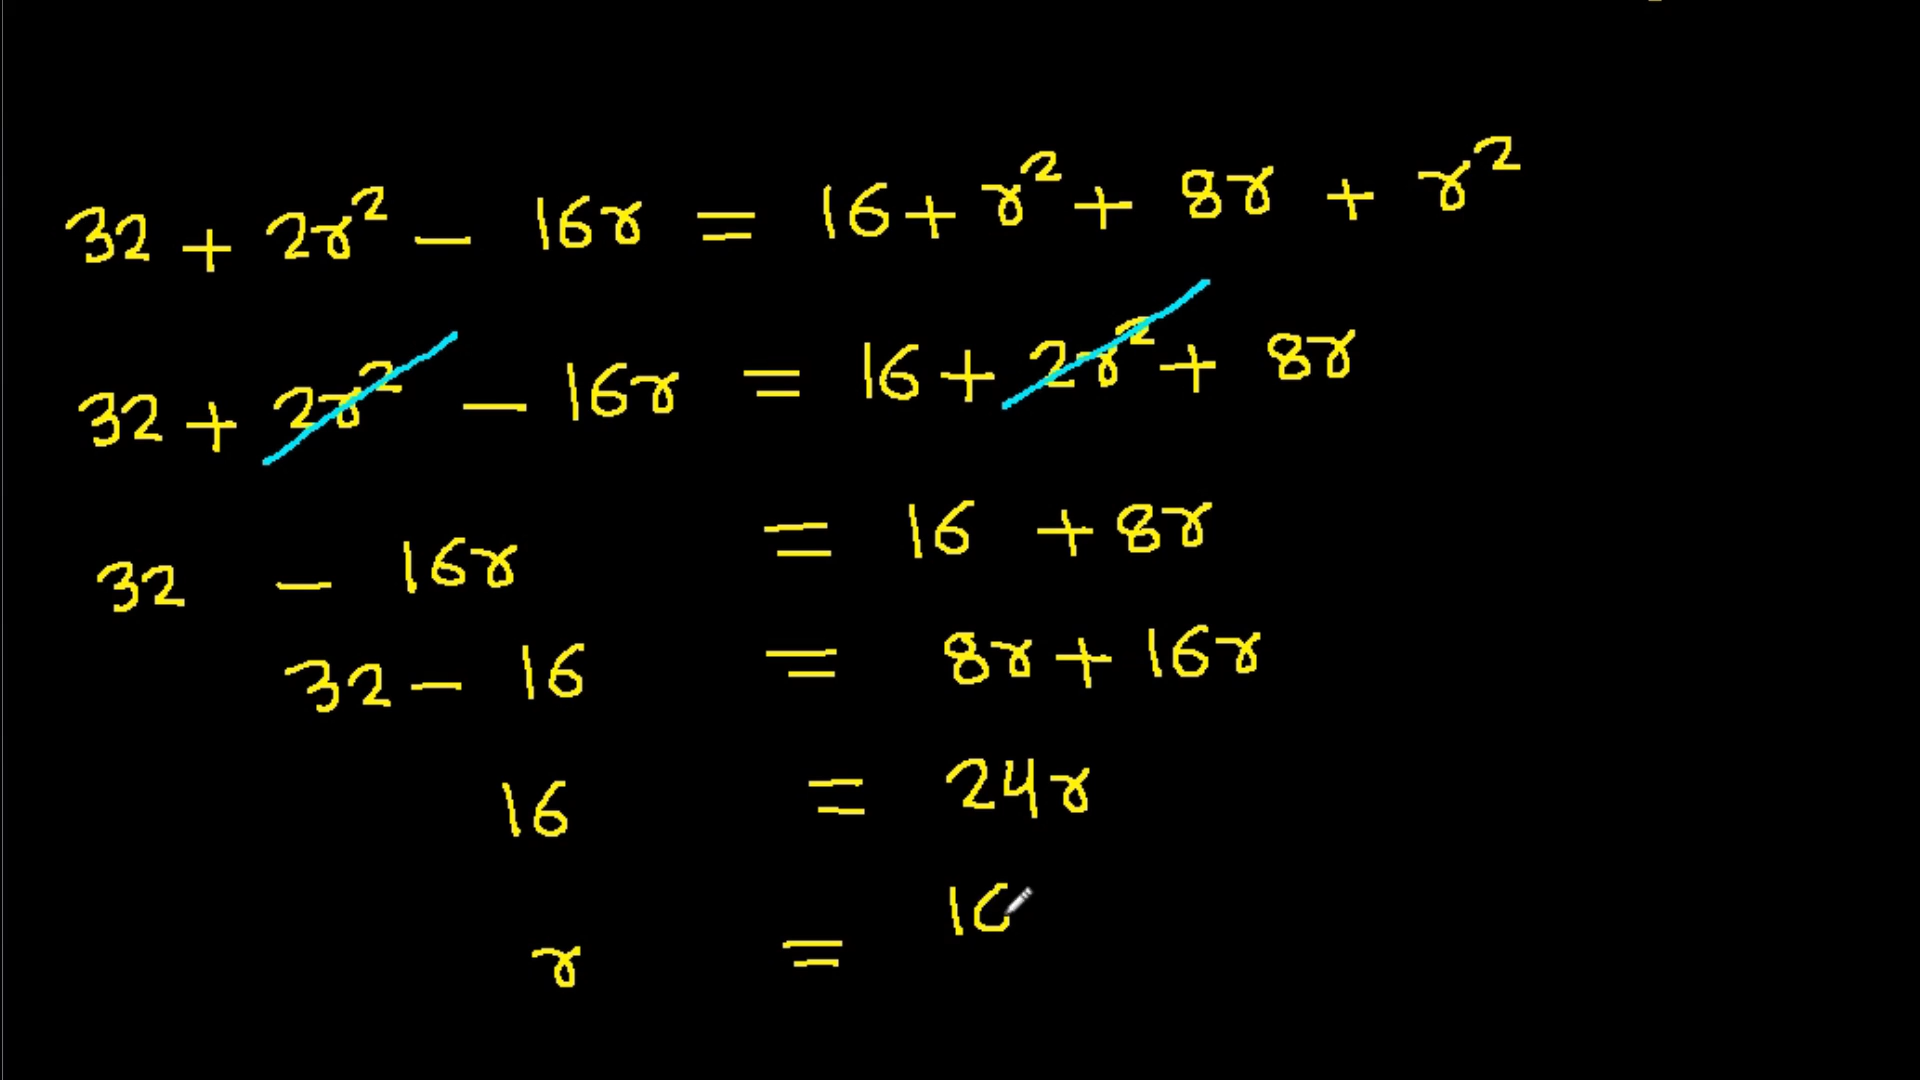 32 + 2r² - 16r = 16 + r² + 8r + r²
32 + 2r² - 16r = 16 + 2r² + 8r
32 - 16r = 16 + 8r
32 - 16 = 8r + 16r
16 = 24r
r = 16